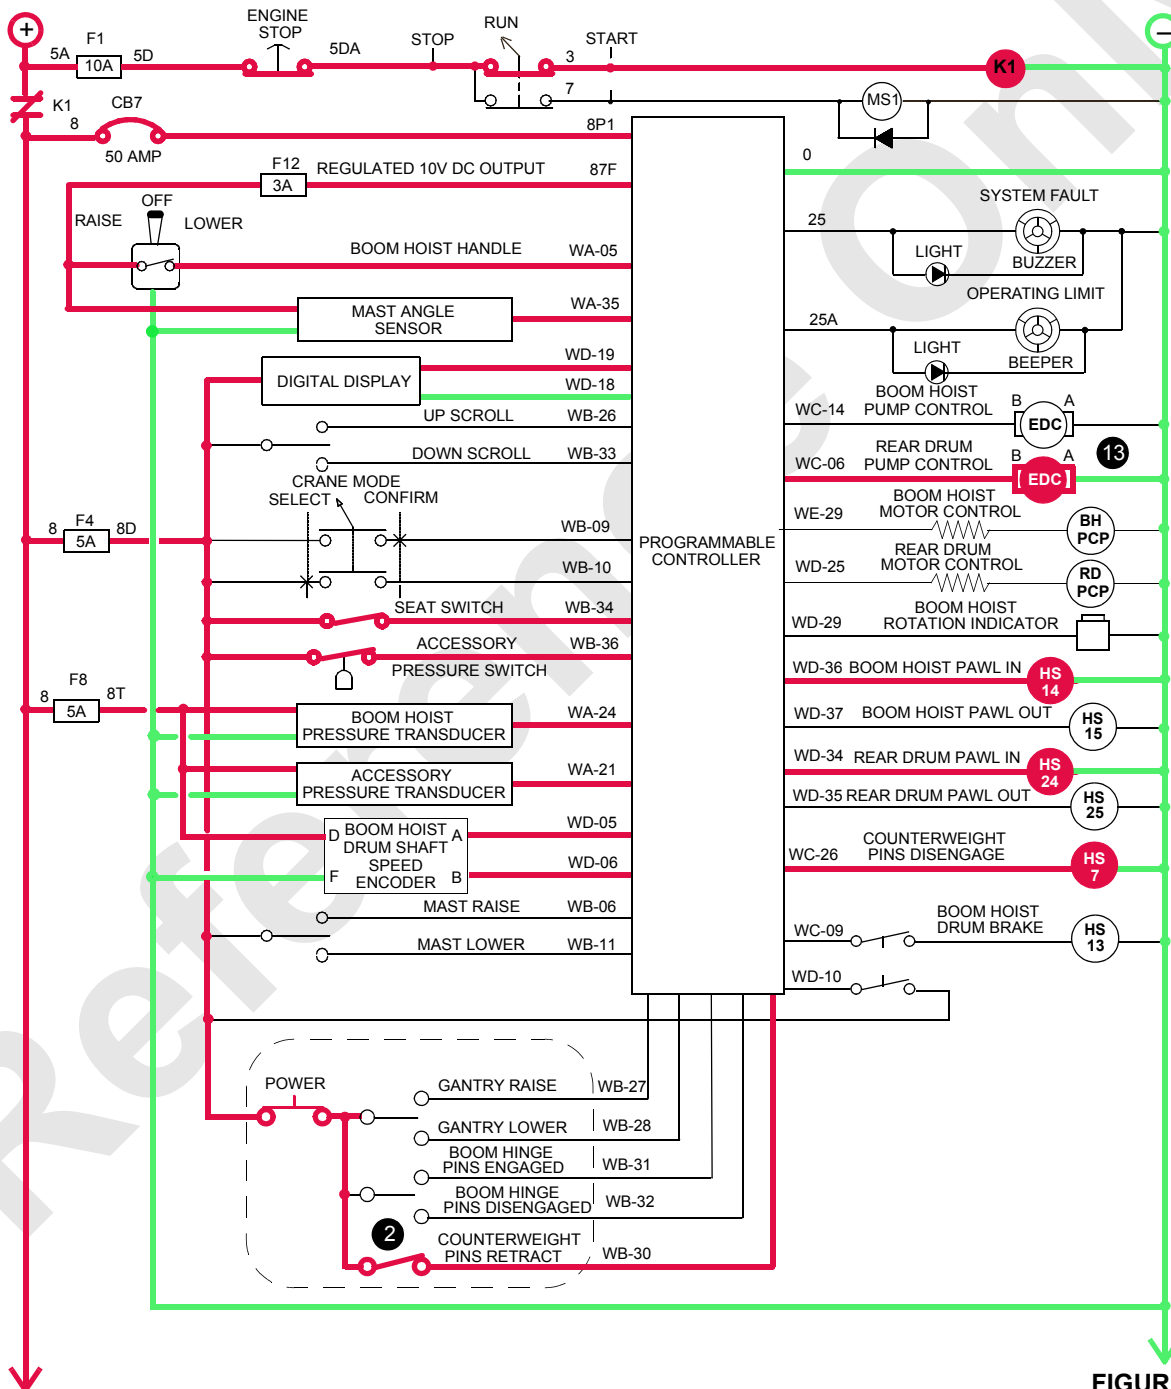 ENGINE
STOP
RUN
F1
5A
5D
10A
5DA
STOP
3
START
K1
7
MS1
K1
8
CB7
8P1
50 AMP
0
F12
REGULATED 10V DC OUTPUT
87F
3A
OFF
RAISE
LOWER
BOOM HOIST HANDLE
WA-05
25
SYSTEM FAULT
LIGHT
BUZZER
OPERATING LIMIT
WA-35
MAST ANGLE
SENSOR
25A
LIGHT
BEEPER
WD-19
DIGITAL DISPLAY
WD-18
UP SCROLL
WB-26
DOWN SCROLL
WB-33
BOOM HOIST
WC-14
PUMP CONTROL
B
A
EDC
REAR DRUM
WC-06
PUMP CONTROL
B
A
13
EDC
CRANE MODE
SELECT
CONFIRM
8
F4
8D
5A
WB-09
WB-10
PROGRAMMABLE
CONTROLLER
BOOM HOIST
WE-29
MOTOR CONTROL
BH
PCP
REAR DRUM
WD-25
MOTOR CONTROL
RD
PCP
SEAT SWITCH
WB-34
BOOM HOIST
WD-29
ROTATION INDICATOR
ACCESSORY
WB-36
PRESSURE SWITCH
WD-36 BOOM HOIST PAWL IN
HS
14
8
F8
8T
5A
BOOM HOIST
PRESSURE TRANSDUCER
WA-24
WD-37 BOOM HOIST PAWL OUT
HS
15
WD-34 REAR DRUM PAWL IN
HS
24
ACCESSORY
PRESSURE TRANSDUCER
WA-21
WD-35 REAR DRUM PAWL OUT
HS
25
D
BOOM HOIST
A
DRUM SHAFT
SPEED
F
ENCODER
B
WD-05
WD-06
COUNTERWEIGHT
WC-26
PINS DISENGAGE
HS
7
MAST RAISE
WB-06
MAST LOWER
WB-11
BOOM HOIST
WC-09
DRUM BRAKE
HS
13
WD-10
POWER
GANTRY RAISE
WB-27
GANTRY LOWER
WB-28
BOOM HINGE
PINS ENGAGED
WB-31
BOOM HINGE
PINS DISENGAGED
WB-32
2
COUNTERWEIGHT
PINS RETRACT
WB-30
FIGUR
Reference Onl